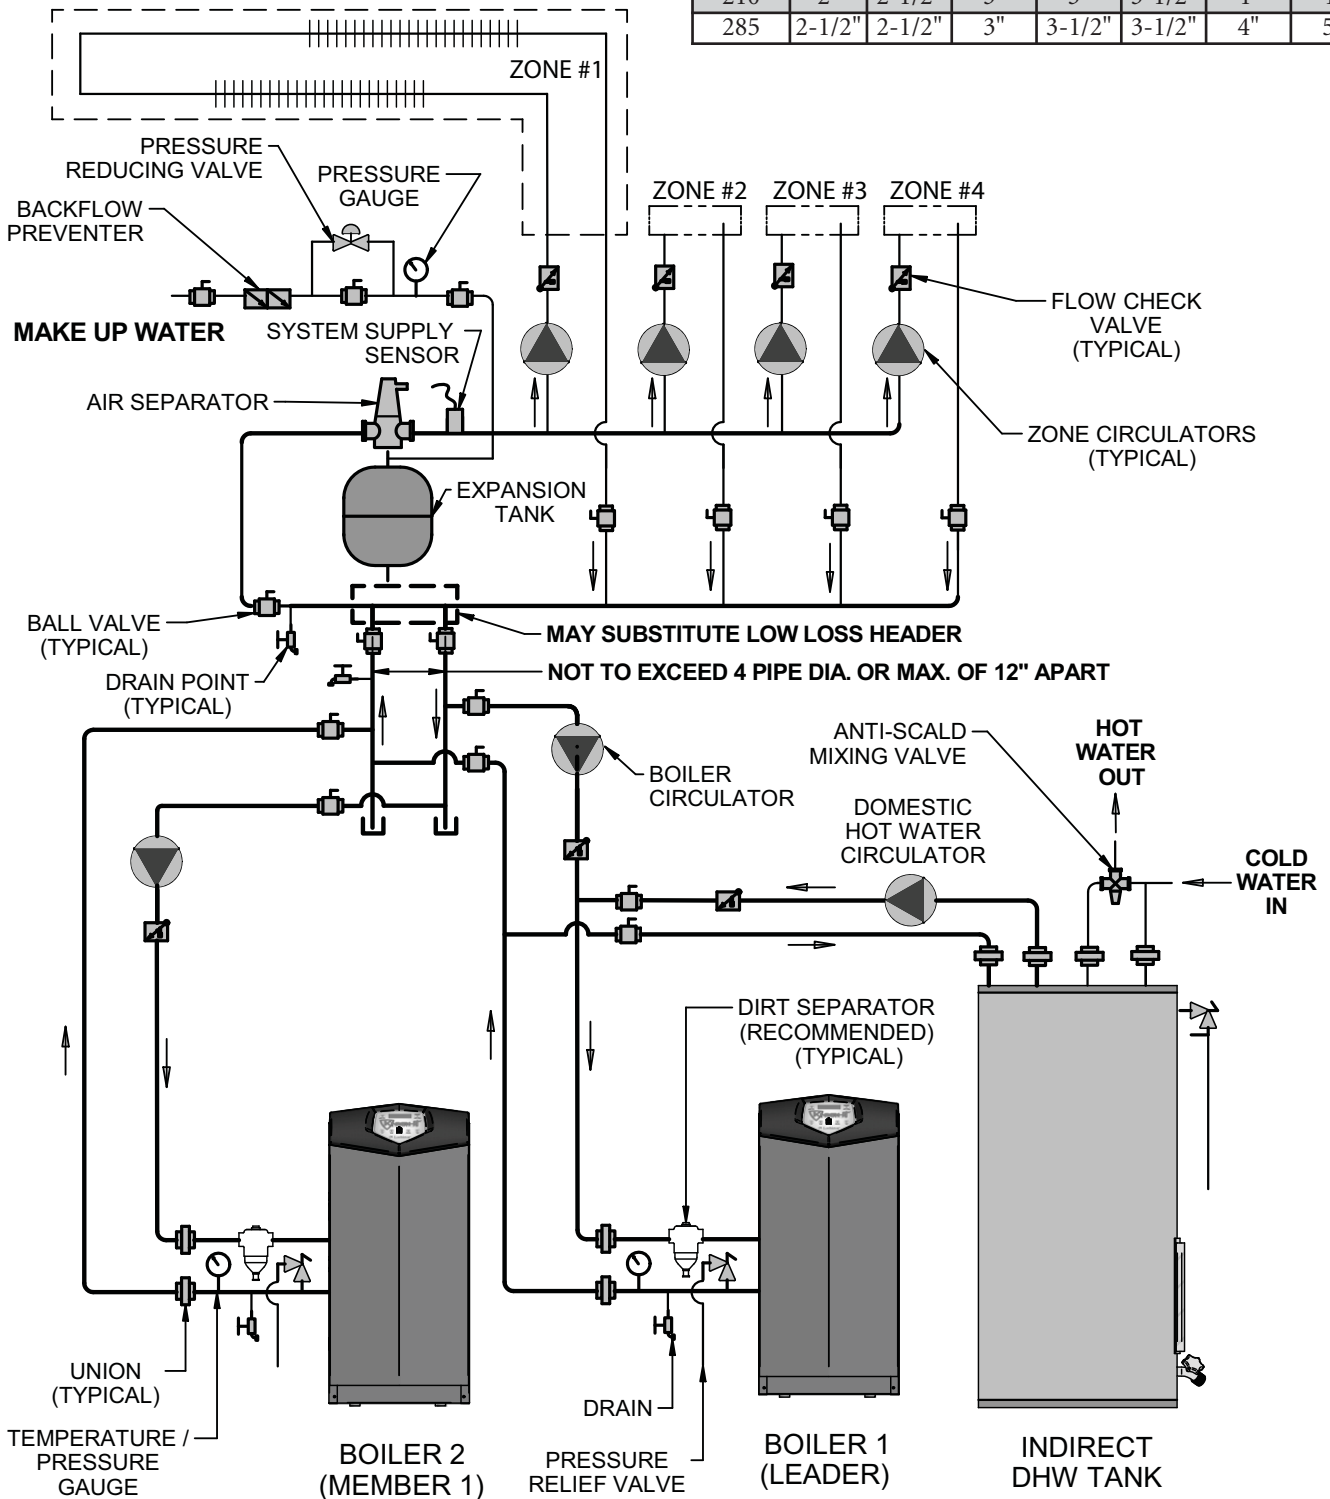 285 2-1/2" 2-1/2" 3" 3-1/2" 3-1/2" 4"
ZONE #1
PRESSURE
REDUCING VALVE
PRESSURE
GAUGE
BACKFLOW
PREVENTER
ZONE #2
ZONE #3
ZONE #4
MAKE UP WATER
SYSTEM SUPPLY
SENSOR
FLOW CHECK
VALVE
(TYPICAL)
AIR SEPARATOR
ZONE CIRCULATORS
(TYPICAL)
EXPANSION
TANK
BALL VALVE
(TYPICAL)
MAY SUBSTITUTE LOW LOSS HEADER
NOT TO EXCEED 4 PIPE DIA. OR MAX. OF 12" APART
DRAIN POINT
(TYPICAL)
ANTI-SCALD
MIXING VALVE
HOT
WATER
OUT
BOILER
CIRCULATOR
DOMESTIC
HOT WATER
CIRCULATOR
COLD
WATER
IN
DIRT SEPARATOR
(RECOMMENDED)
(TYPICAL)
UNION
(TYPICAL)
TEMPERATURE /
PRESSURE
GAUGE
BOILER 2
(MEMBER 1)
DRAIN
PRESSURE
RELIEF VALVE
BOILER 1
(LEADER)
INDIRECT
DHW TANK